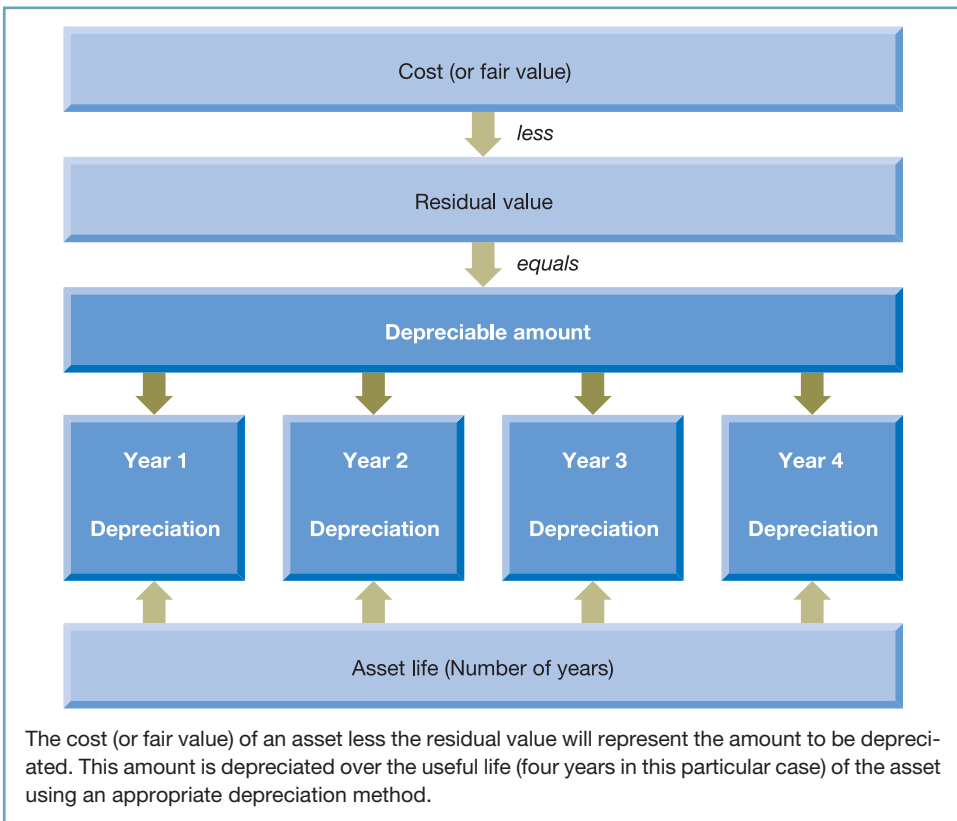 Cost (or fair value)
less
Residual value
equals
Depreciable amount
Year 1 Year 2 Year 3 Year 4
Depreciation Depreciation Depreciation Depreciation
Asset life (Number of years)
The cost (or fair value) of an asset less the residual value will represent the amount to be depreci-
ated. This amount is depreciated over the useful life (four years in this particular case) of the asset
using an appropriate depreciation method.